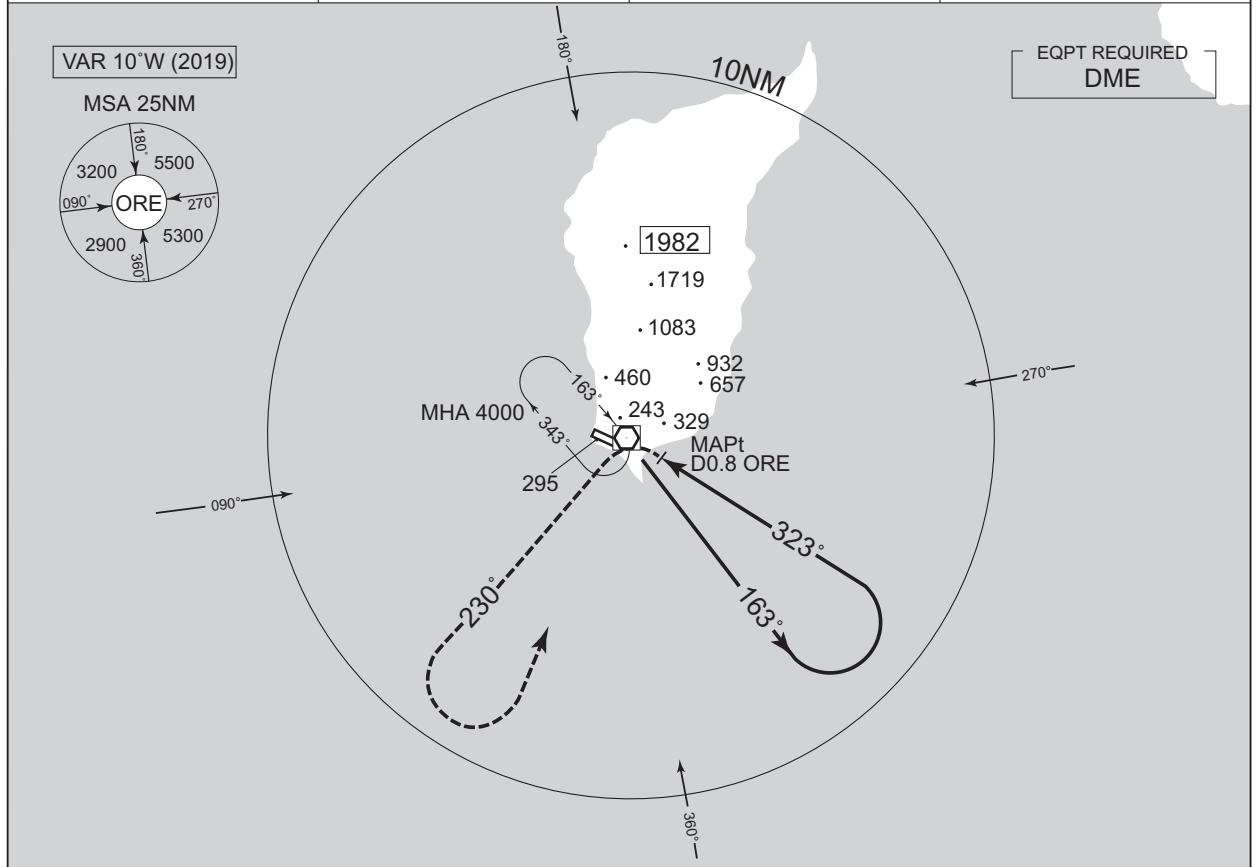 VAR 10˚W (2019)
MSA 25NM
180˚
3200
5500
090˚
ORE
270˚
2900
5300
360˚
180˚
10NM
EQPT REQUIRED
DME
1982
1719
1083
932
460
657
163˚
243
329
MHA 4000
343˚
MAPt
D0.8 ORE
295
270˚
090˚
323˚
230˚
163˚
360˚